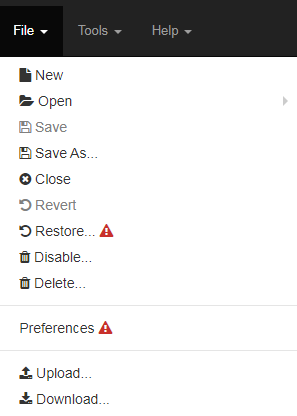 File Tools Help
New
Open
Save
Save As...
Close
Revert
Restore...
Disable...
Delete...
Preferences
Upload...
Download...